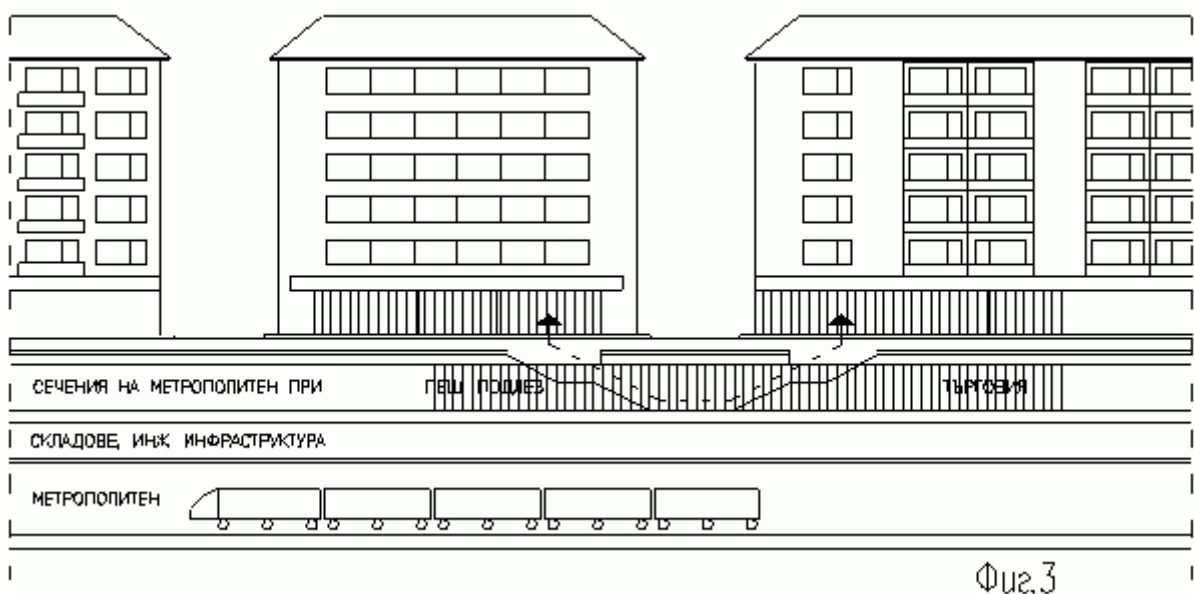 СЕЧЕНИЯ НА МЕТРОПОЛИТЕН ПРИ ПЕШ ПОДЛЕЗ ТЪРГОВИЯ
СКЛАДОВЕ, ИНЖ. ИНФРАСТРУКТУРА
МЕТРОПОЛИТЕН
Фиг.3